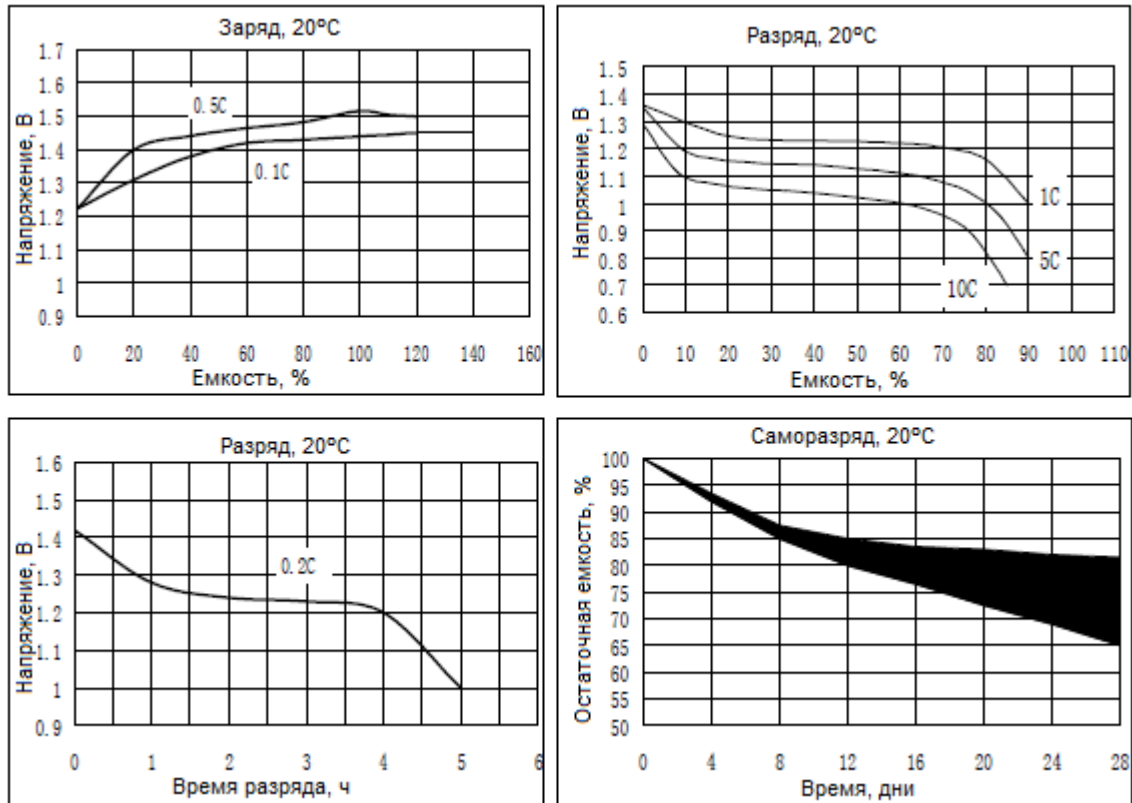 Заряд, 20°C
Напряжение, В
1.7
1.6
1.5
1.4
1.3
1.2
1.1
1
0.9
0.5C
0.1C
0 20 40 60 80 100 120 140 160
Емкость, %
Разряд, 20°C
Напряжение, В
1.5
1.4
1.3
1.2
1.1
1
0.9
0.8
0.7
0.6
1C
5C
10C
0 10 20 30 40 50 60 70 80 90 100 110
Емкость, %
Разряд, 20°C
Напряжение, В
1.6
1.5
1.4
1.3
1.2
1.1
1
0.9
0.2C
0 1 2 3 4 5 6
Время разряда, ч
Саморазряд, 20°C
Остаточная емкость, %
100
95
90
85
80
75
70
65
60
55
50
0 4 8 12 16 20 24 28
Время, дни